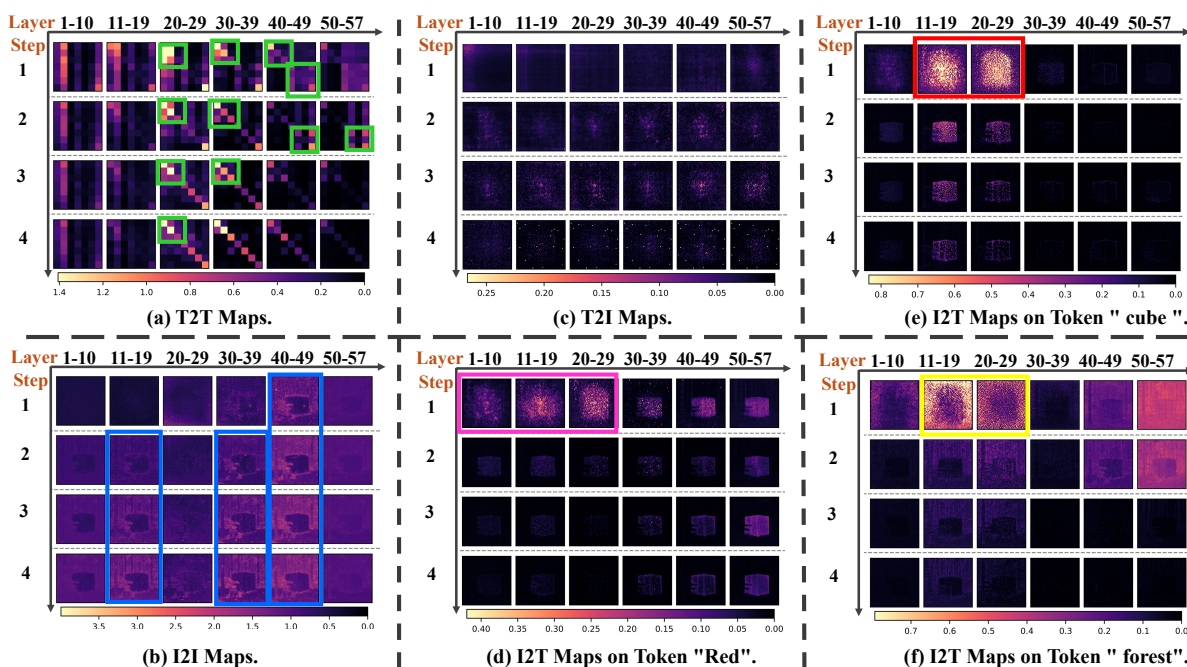 Layer 1-10 11-19 20-29 30-39 40-49 50-57
Step
1
2
3
4
1.4 1.2 1.0 0.8 0.6 0.4 0.2 0.0
(a) T2T Maps.
1-10 11-19 20-29 30-39 40-49 50-57
1
2
3
4
0.25 0.20 0.15 0.10 0.05 0.00
(c) T2I Maps.
Layer 1-10 11-19 20-29 30-39 40-49 50-57
Step
1
2
3
4
0.8 0.7 0.6 0.5 0.4 0.3 0.2 0.1 0.0
(e) I2T Maps on Token " cube ".
Layer 1-10 11-19 20-29 30-39 40-49 50-57
Step
1
2
3
4
3.5 3.0 2.5 2.0 1.5 1.0 0.5 0.0
(b) I2I Maps.
Layer 1-10 11-19 20-29 30-39 40-49 50-57
Step
1
2
3
4
0.40 0.35 0.30 0.25 0.20 0.15 0.10 0.05 0.00
(d) I2T Maps on Token "Red".
Layer 1-10 11-19 20-29 30-39 40-49 50-57
Step
1
2
3
4
0.7 0.6 0.5 0.4 0.3 0.2 0.1 0.0
(f) I2T Maps on Token " forest".